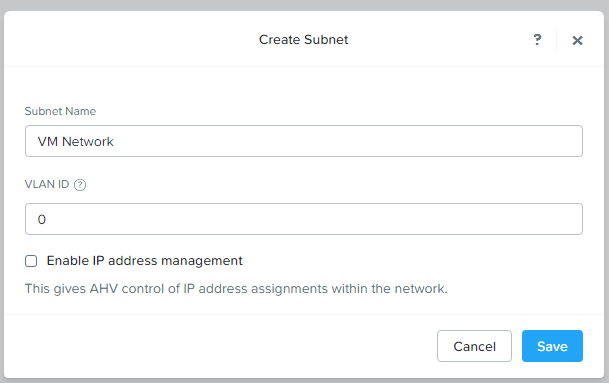 Create Subnet
?
×
Subnet Name
VM Network
VLAN ID ?
0
Enable IP address management
This gives AHV control of IP address assignments within the network.
Cancel
Save